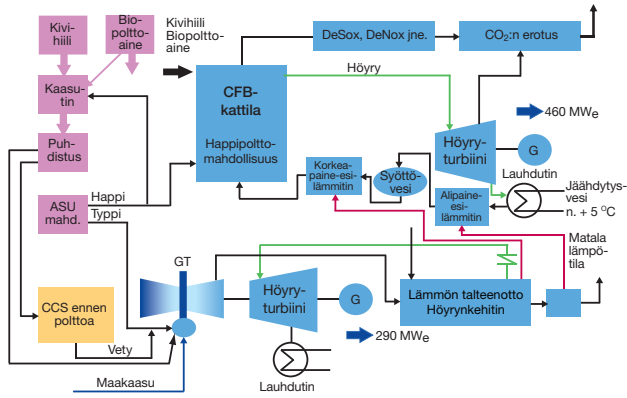 Kivi-
hiili
Bio-
poltto-
aine
Kivihiili
Biopoltto-
aine
DeSox, DeNox jne.
CO₂:n erotus
Höyry
Kaasu-
tin
CFB-
kattila
Happipoltto-
mahdollisuus
460 MWe
Höyry-
turbiini
G
Lauhdutin
Puh-
distus
Korkea-
paine-esi-
lämmitin
Syöttö-
vesi
Alipaine-
esi-
lämmitin
Jäähdytys-
vesi
n. + 5 °C
ASU
mahd.
Happi
Typpi
Matala
lämpö-
tila
GT
Höyry-
turbiini
G
Lämmön talteenotto
Höyrynkehitin
CCS ennen
polttoa
Vety
290 MWe
Maakaasu
Lauhdutin